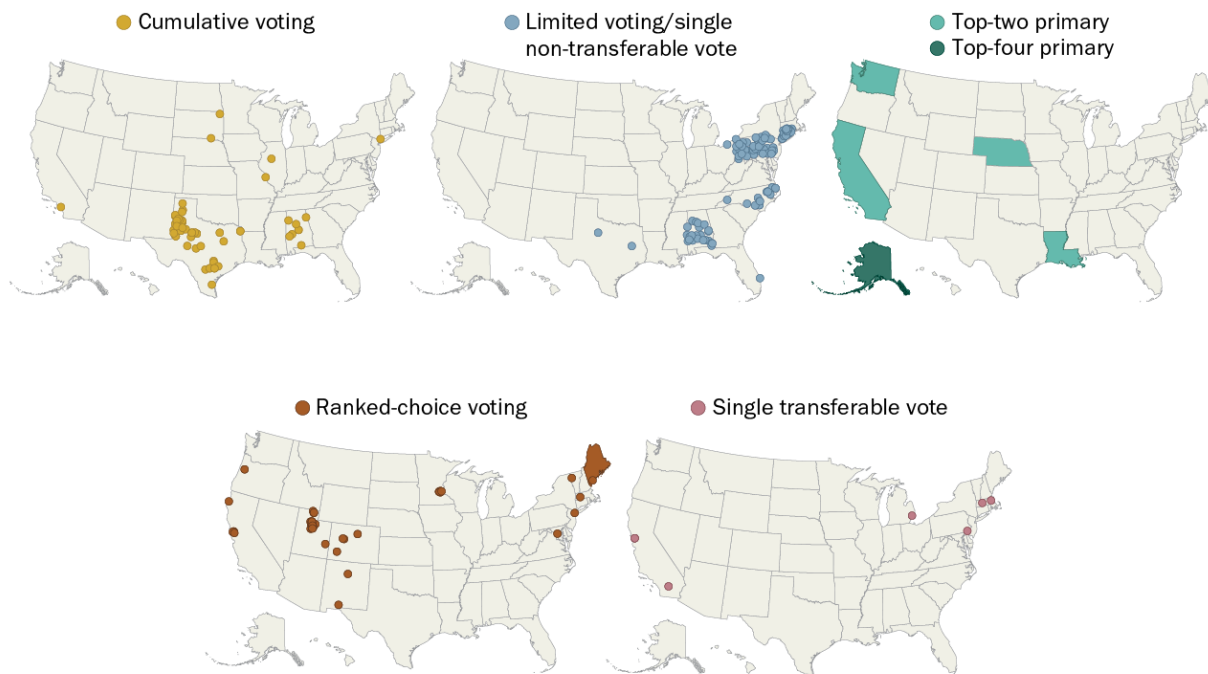 Cumulative voting
Limited voting/single
non-transferable vote
Top-two primary
Top-four primary
Ranked-choice voting
Single transferable vote